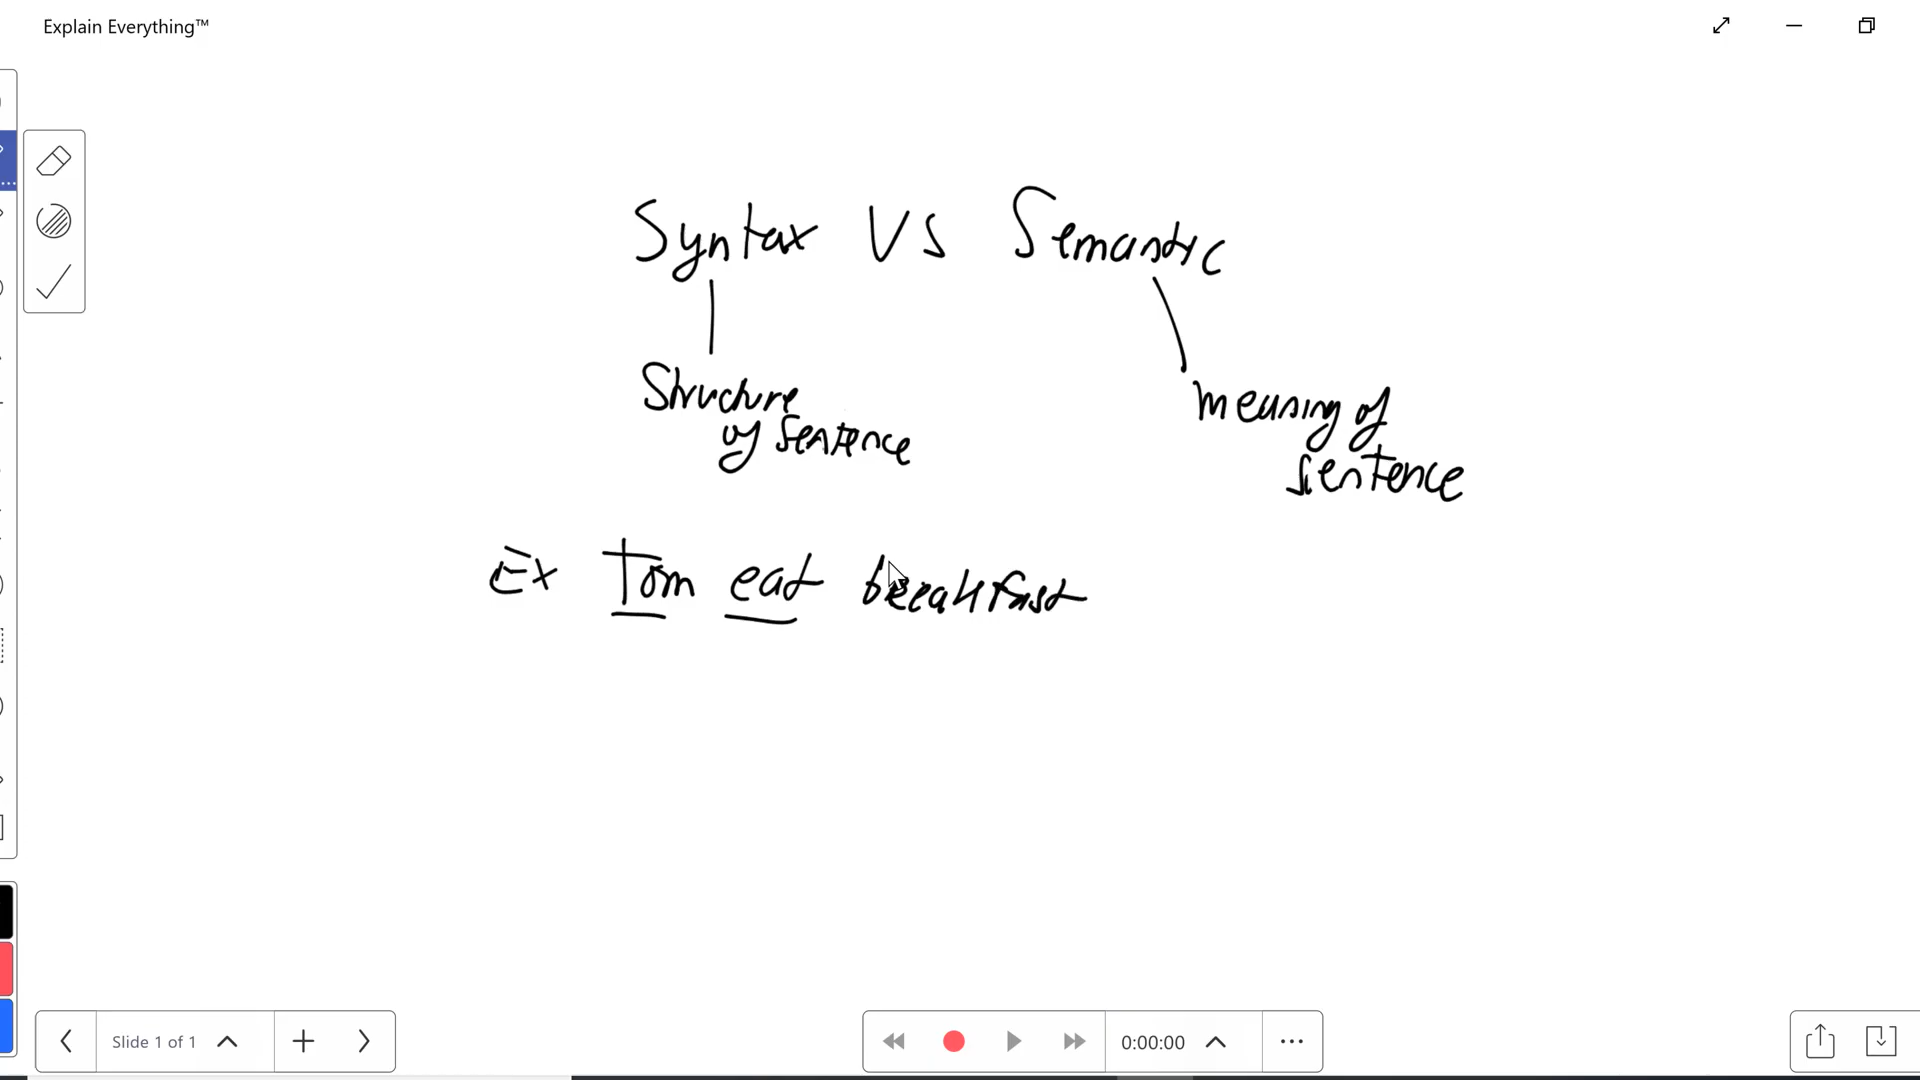 Explain Everything™
Syntax VS Semantic
Structure
of sentence
meaning of
sentence
Ex Tom eat breakfast
Slide 1 of 1
0:00:00